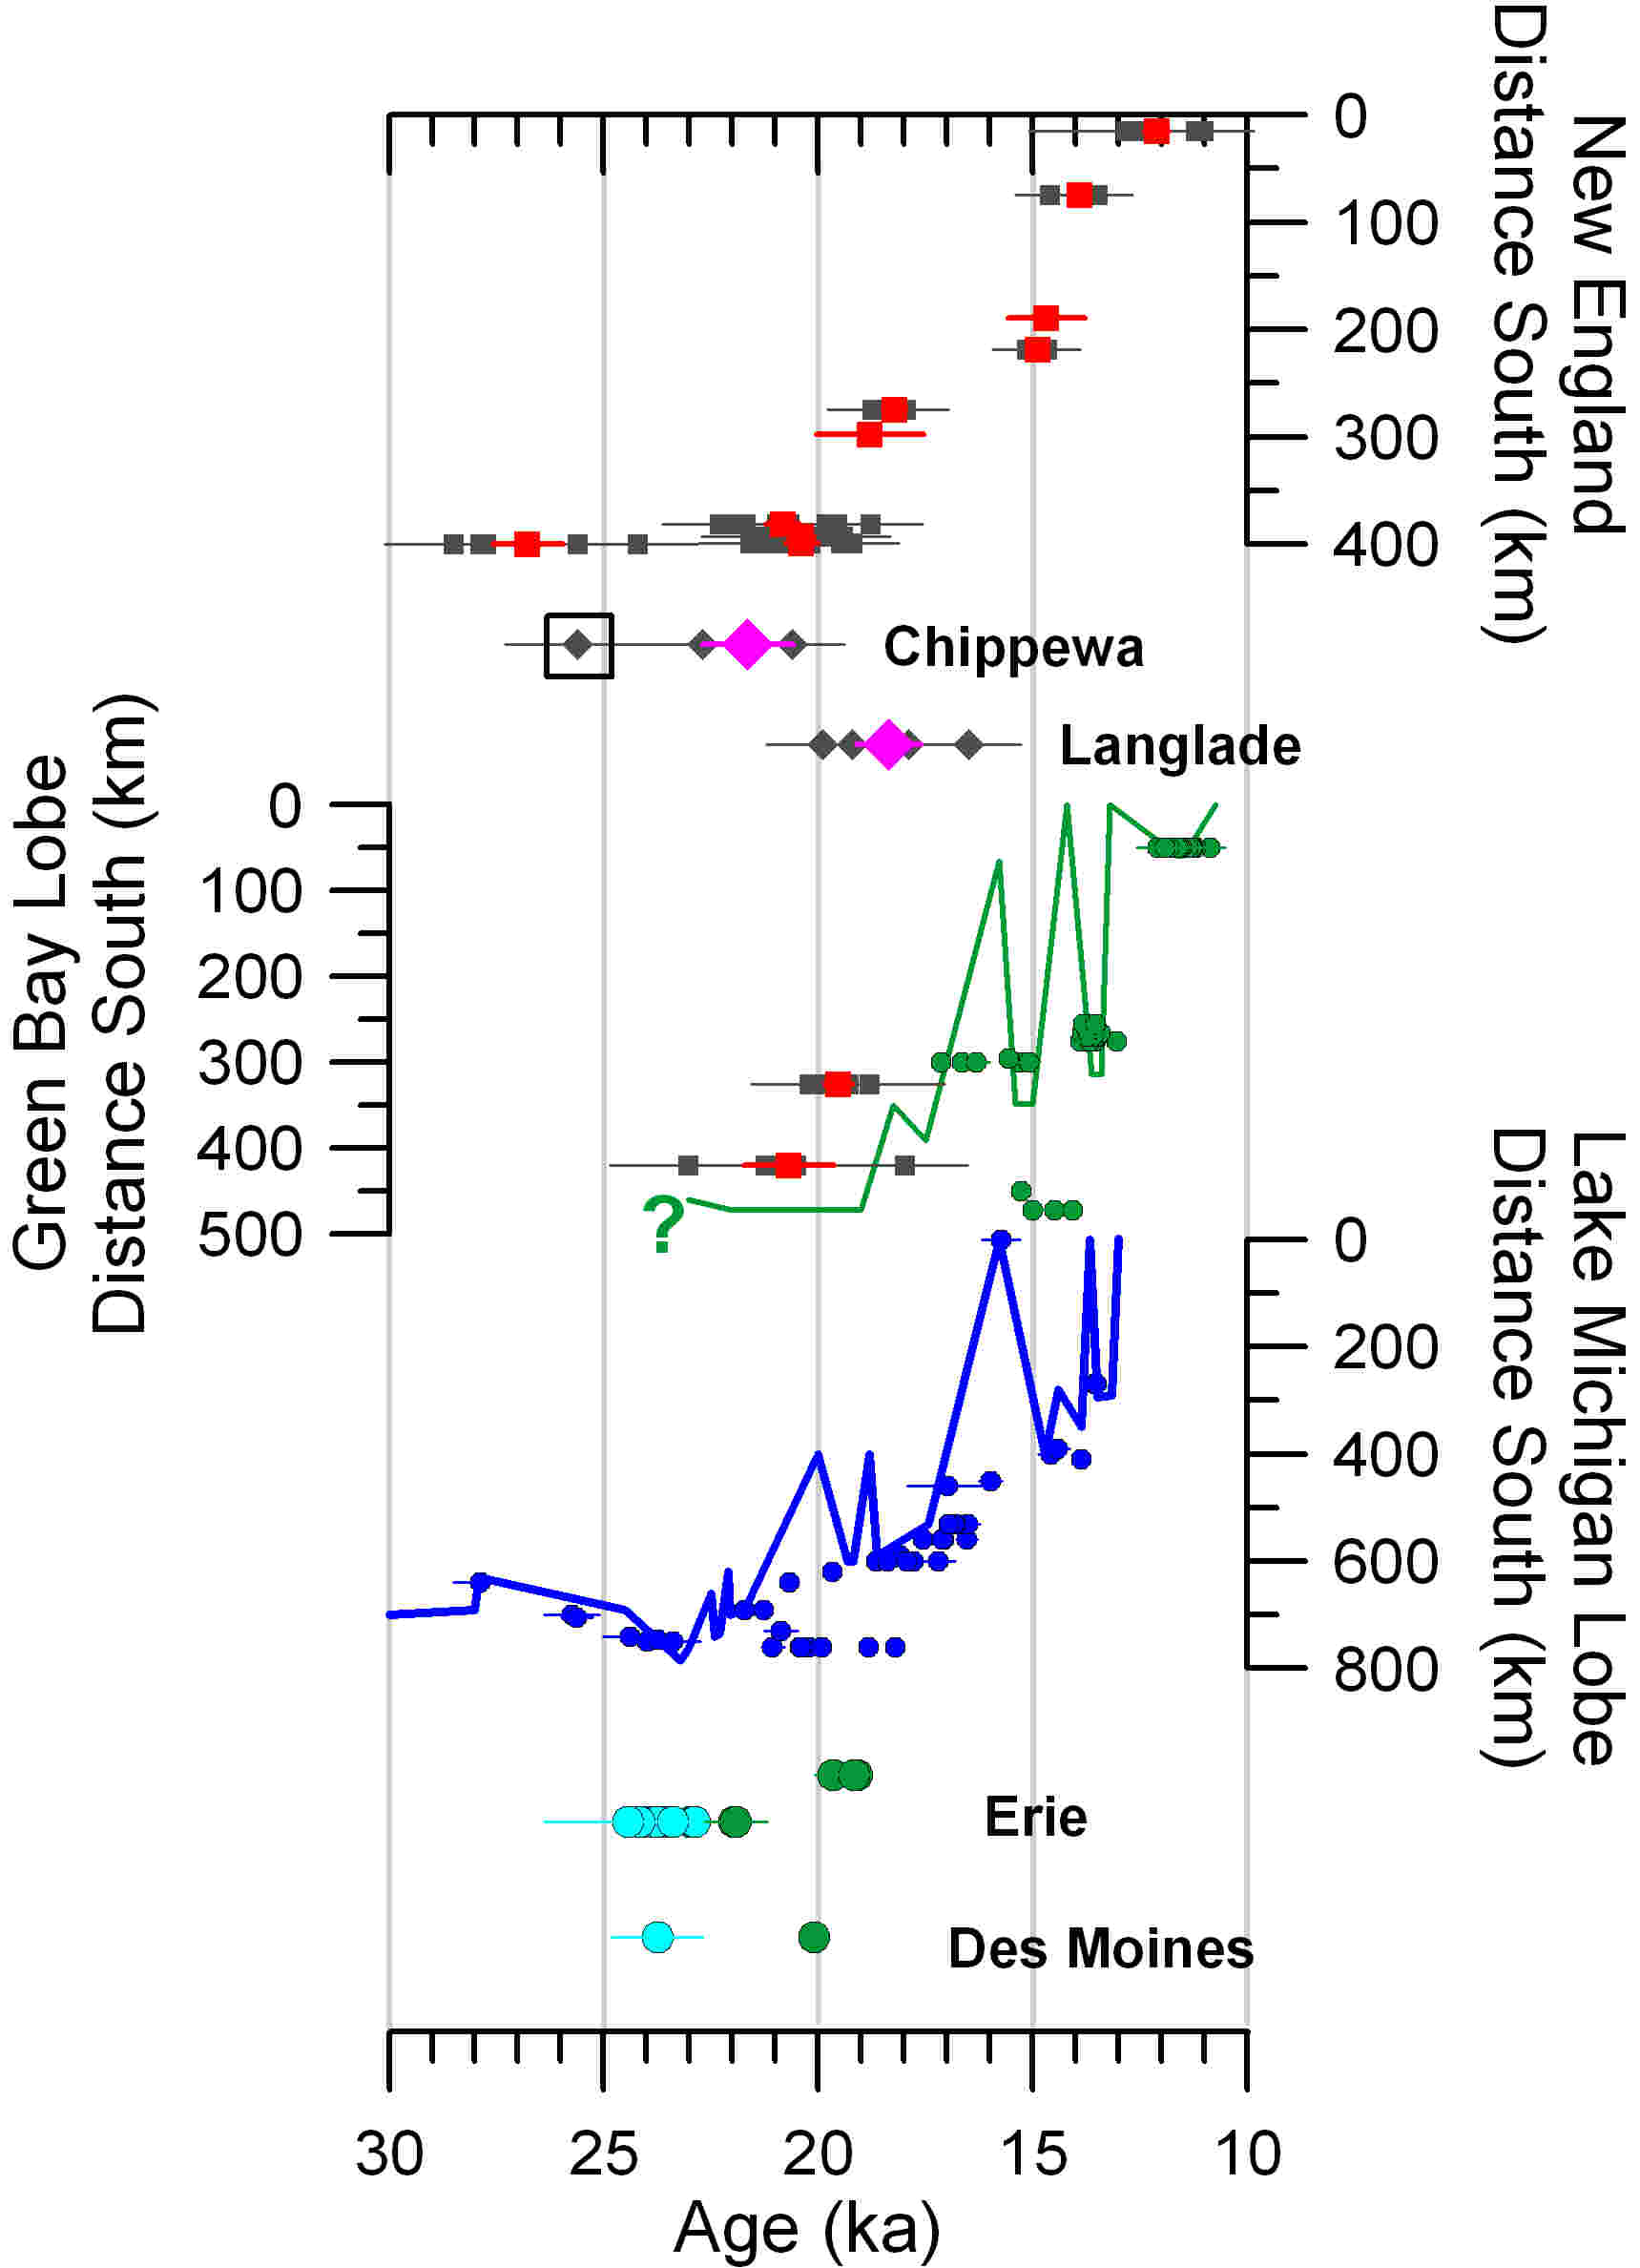 New England
Distance South (km)
0
100
200
300
400
Chippewa
Langlade
Green Bay Lobe
Distance South (km)
0
100
200
300
400
500
?
Lake Michigan Lobe
Distance South (km)
0
200
400
600
800
Erie
Des Moines
30 25 20 15 10
Age (ka)